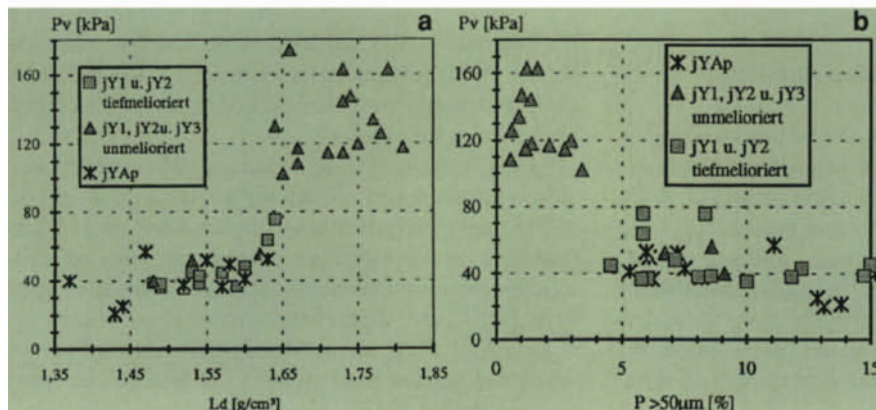 Pv [kPa]
a
160
120
80
40
0
jY1 u. jY2
tiefmelioriert
jY1, jY2u. jY3
unmelioriert
jYAp
1,35
1,45
1,55
1,65
1,75
1,85
Ld [g/cm³]
Pv [kPa]
b
160
120
80
40
0
jYAp
jY1, jY2 u. jY3
unmelioriert
jY1 u. jY2
tiefmelioriert
0
5
10
15
P >50µm [%]